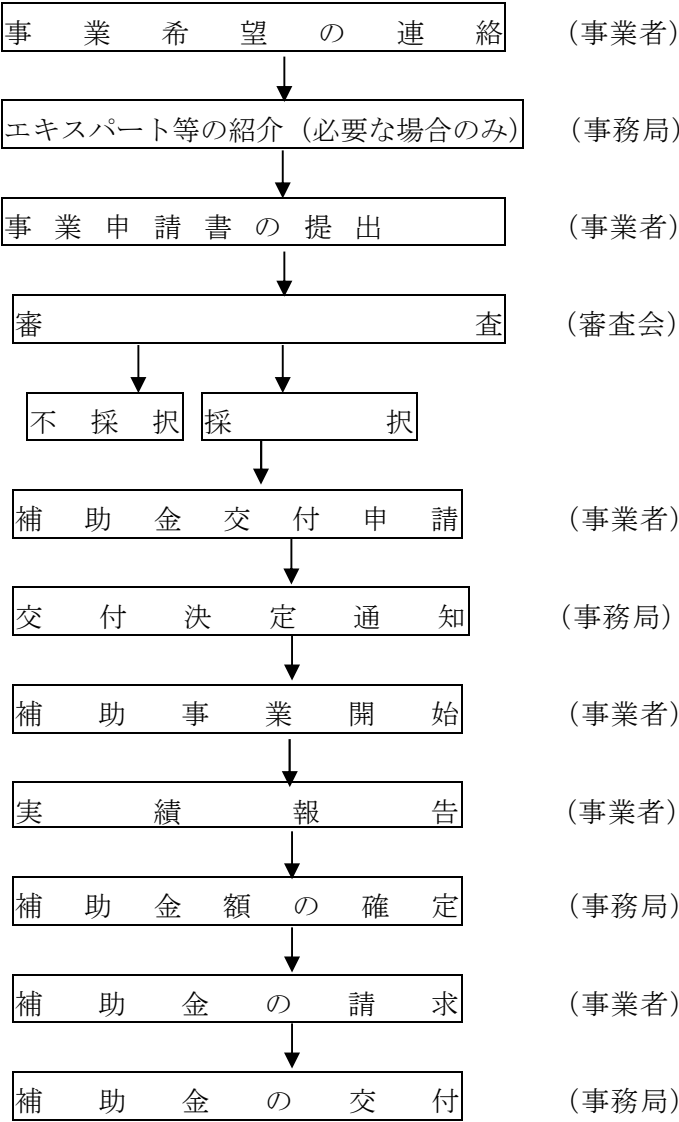 事業希望の連絡 （事業者）
エキスパート等の紹介（必要な場合のみ） （事務局）
事業申請書の提出 （事業者）
審査 （審査会）
不採択 採択
補助金交付申請 （事業者）
交付決定通知 （事務局）
補助事業開始 （事業者）
実績報告 （事業者）
補助金額の確定 （事務局）
補助金の請求 （事業者）
補助金の交付 （事務局）